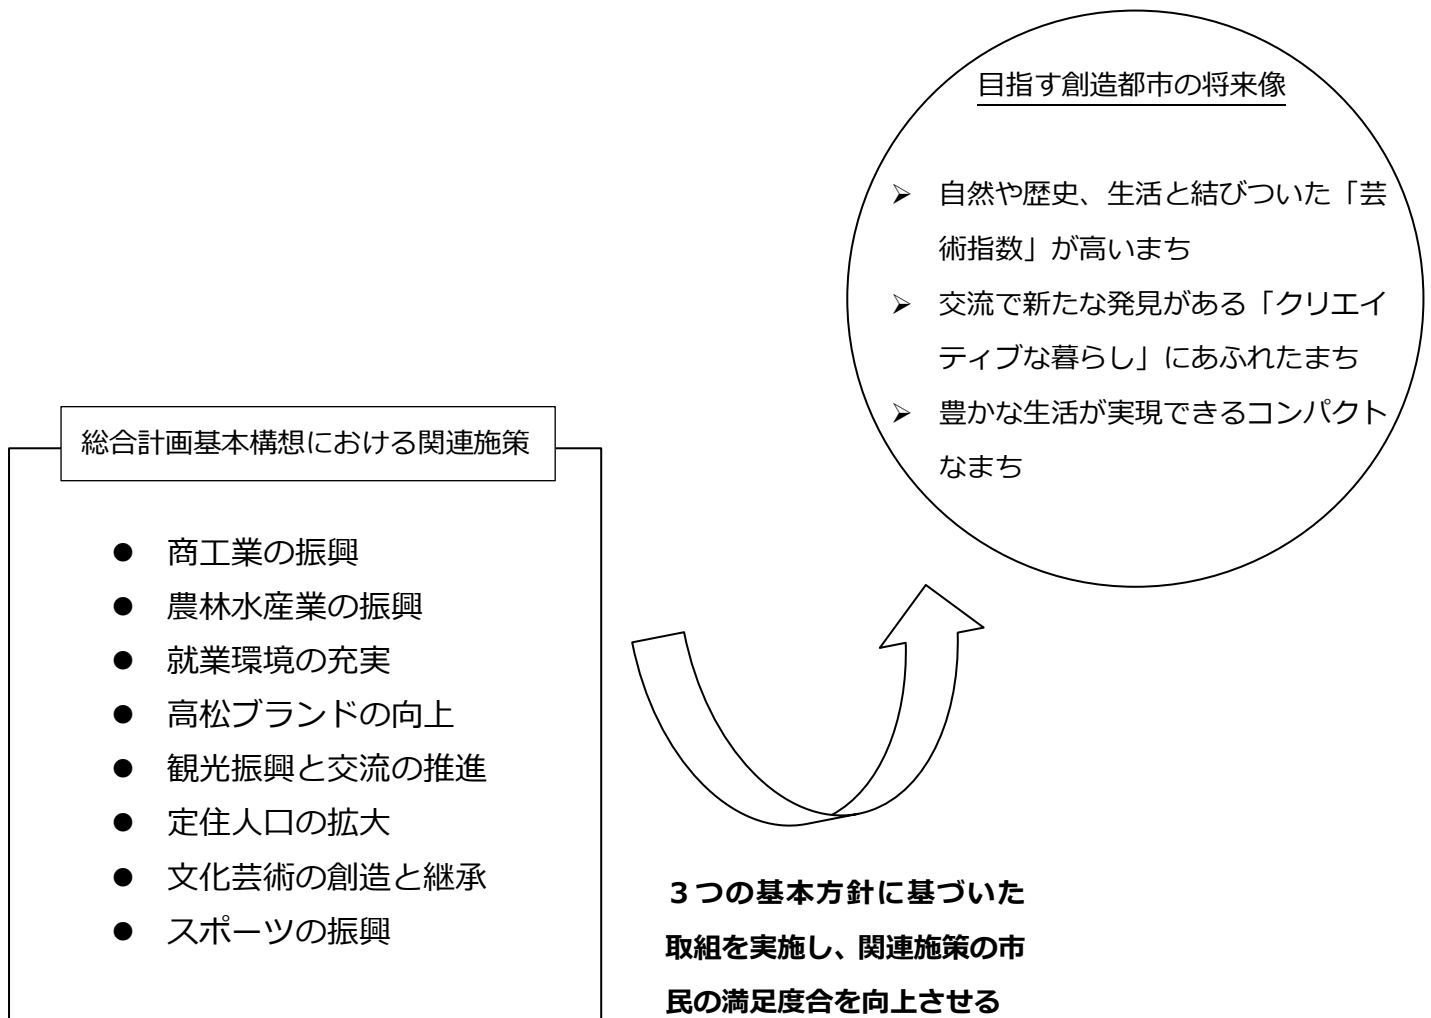 目指す創造都市の将来像
➢ 自然や歴史、生活と結びついた「芸
術指数」が高いまち
➢ 交流で新たな発見がある「クリエイ
ティブな暮らし」にあふれたまち
➢ 豊かな生活が実現できるコンパクト
なまち
総合計画基本構想における関連施策
● 商工業の振興
● 農林水産業の振興
● 就業環境の充実
● 高松ブランドの向上
● 観光振興と交流の推進
● 定住人口の拡大
● 文化芸術の創造と継承
● スポーツの振興
３つの基本方針に基づいた
取組を実施し、関連施策の市
民の満足度合を向上させる